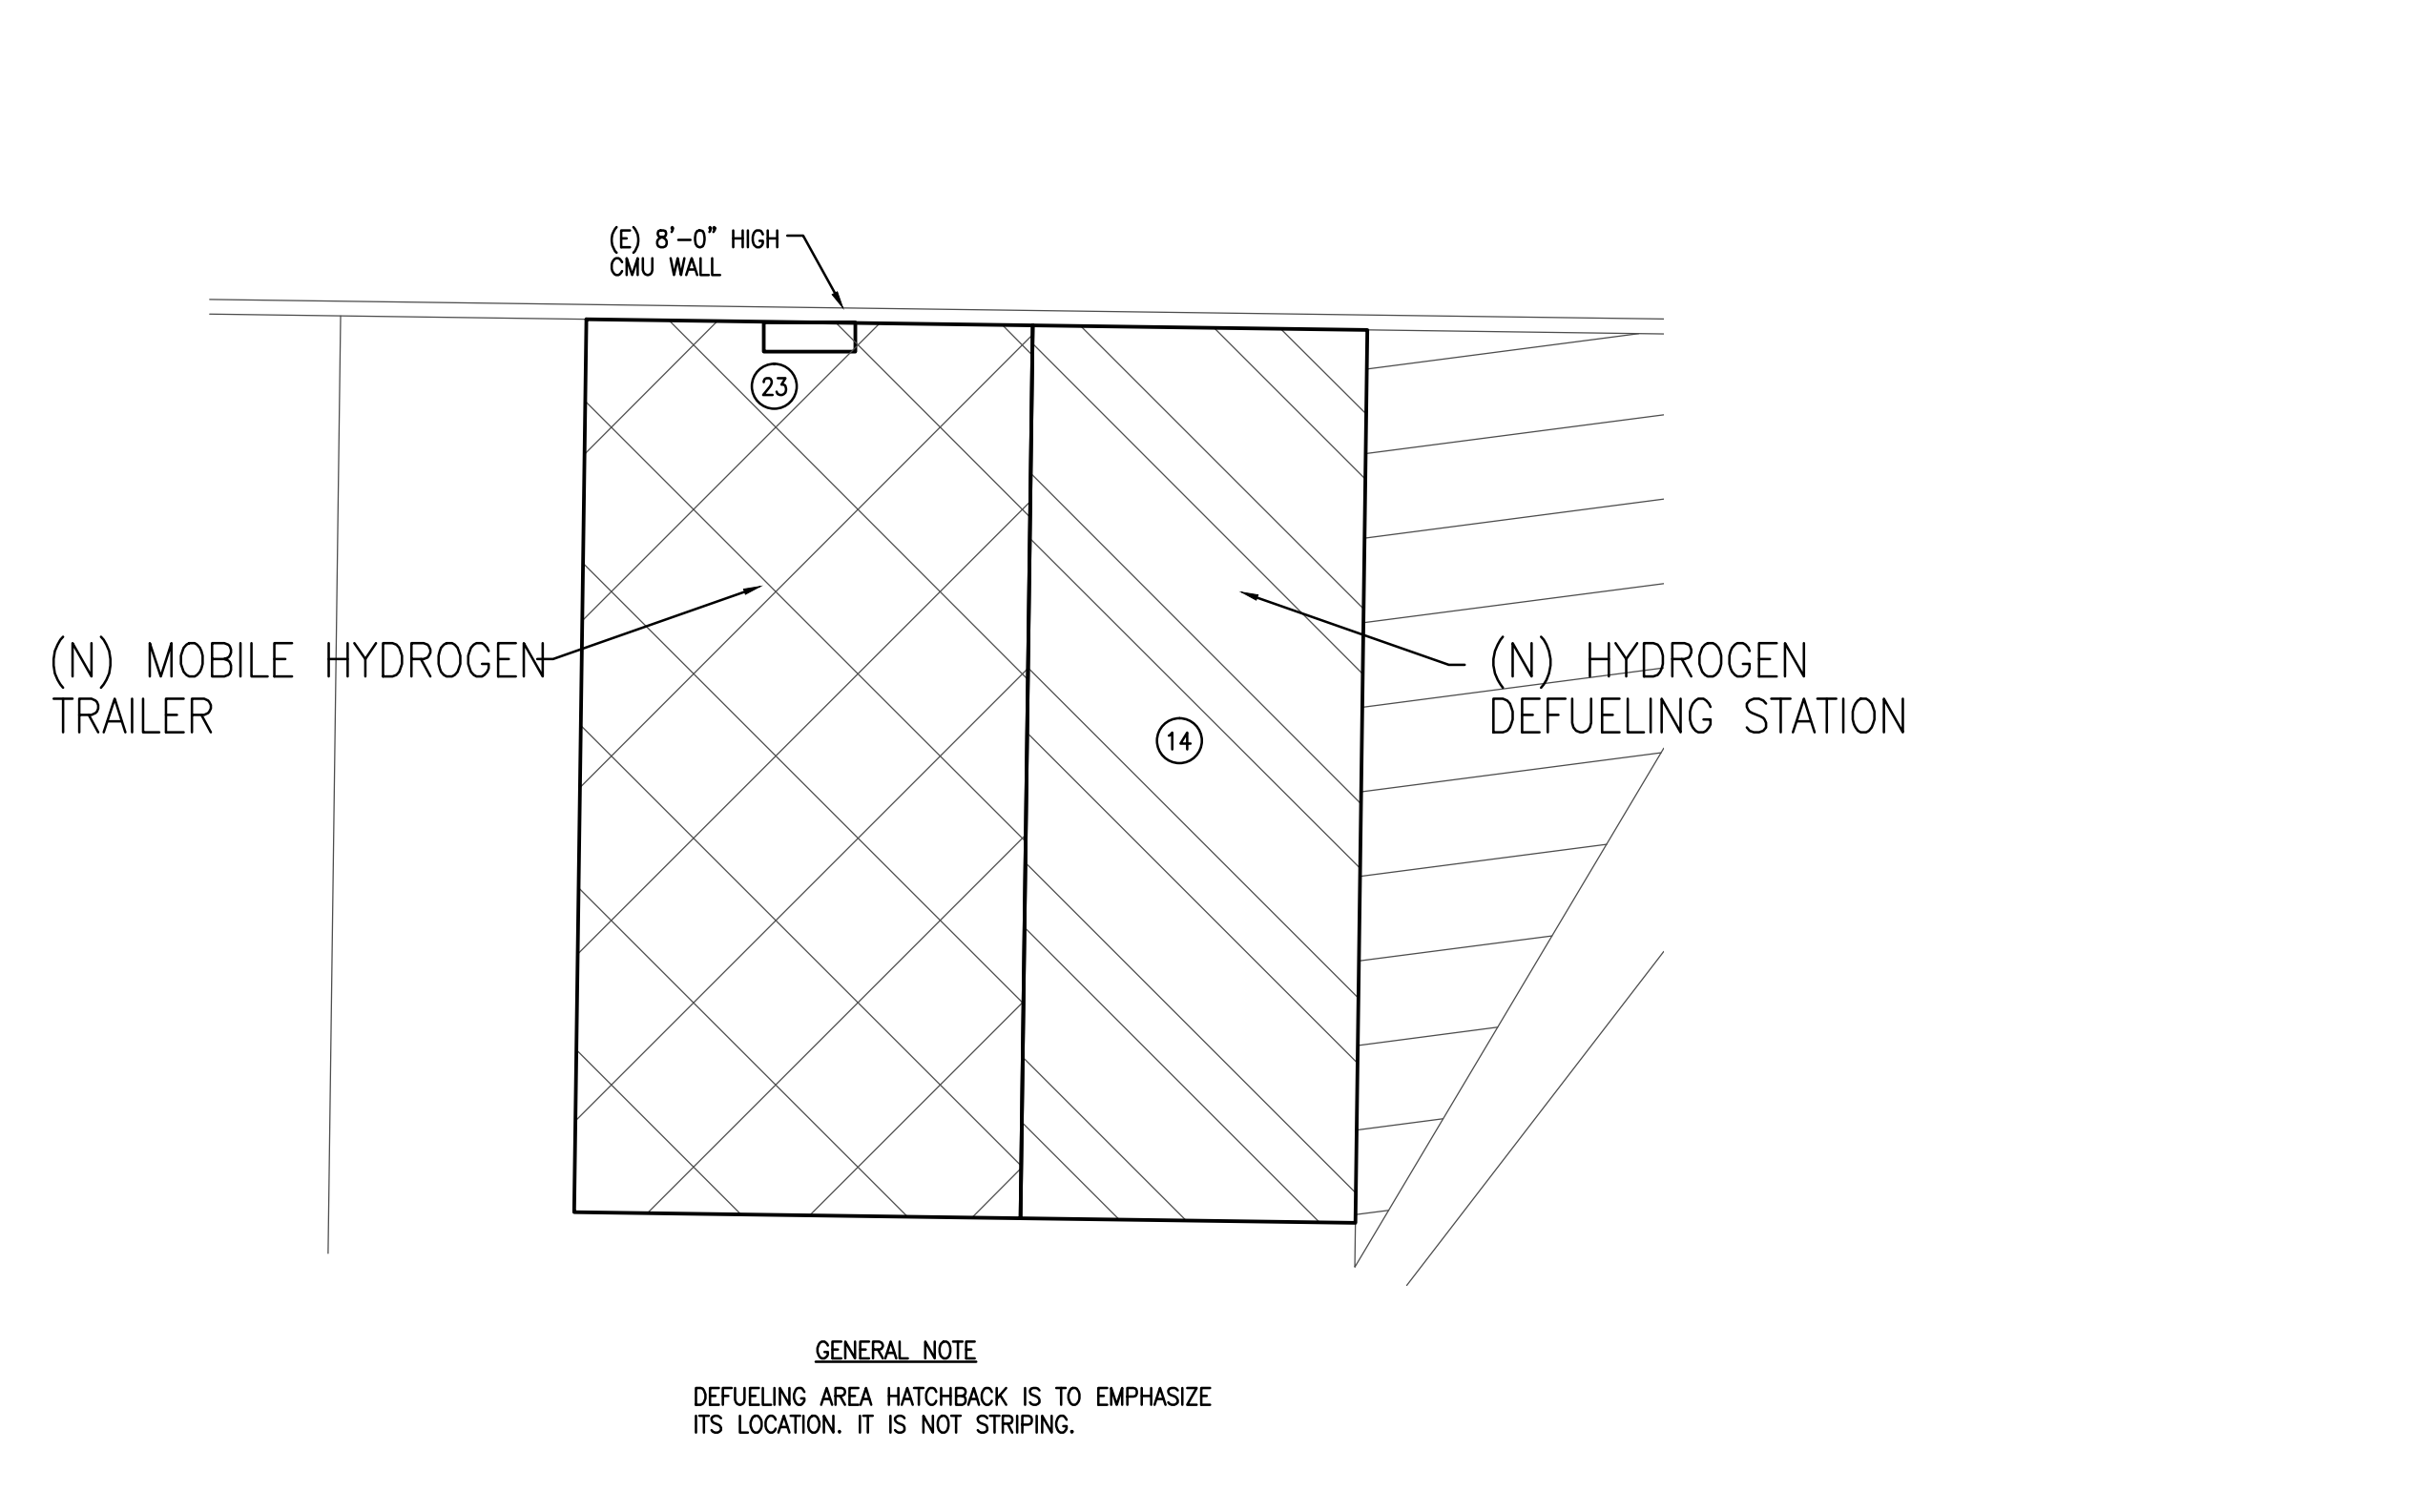 (E) 8'-0" HIGH
CMU WALL
23
(N) MOBILE HYDROGEN
TRAILER
(N) HYDROGEN
DEFUELING STATION
14
GENERAL NOTE
DEFUELING AREA HATCHBACK IS TO EMPHASIZE
ITS LOCATION. IT IS NOT STRIPING.